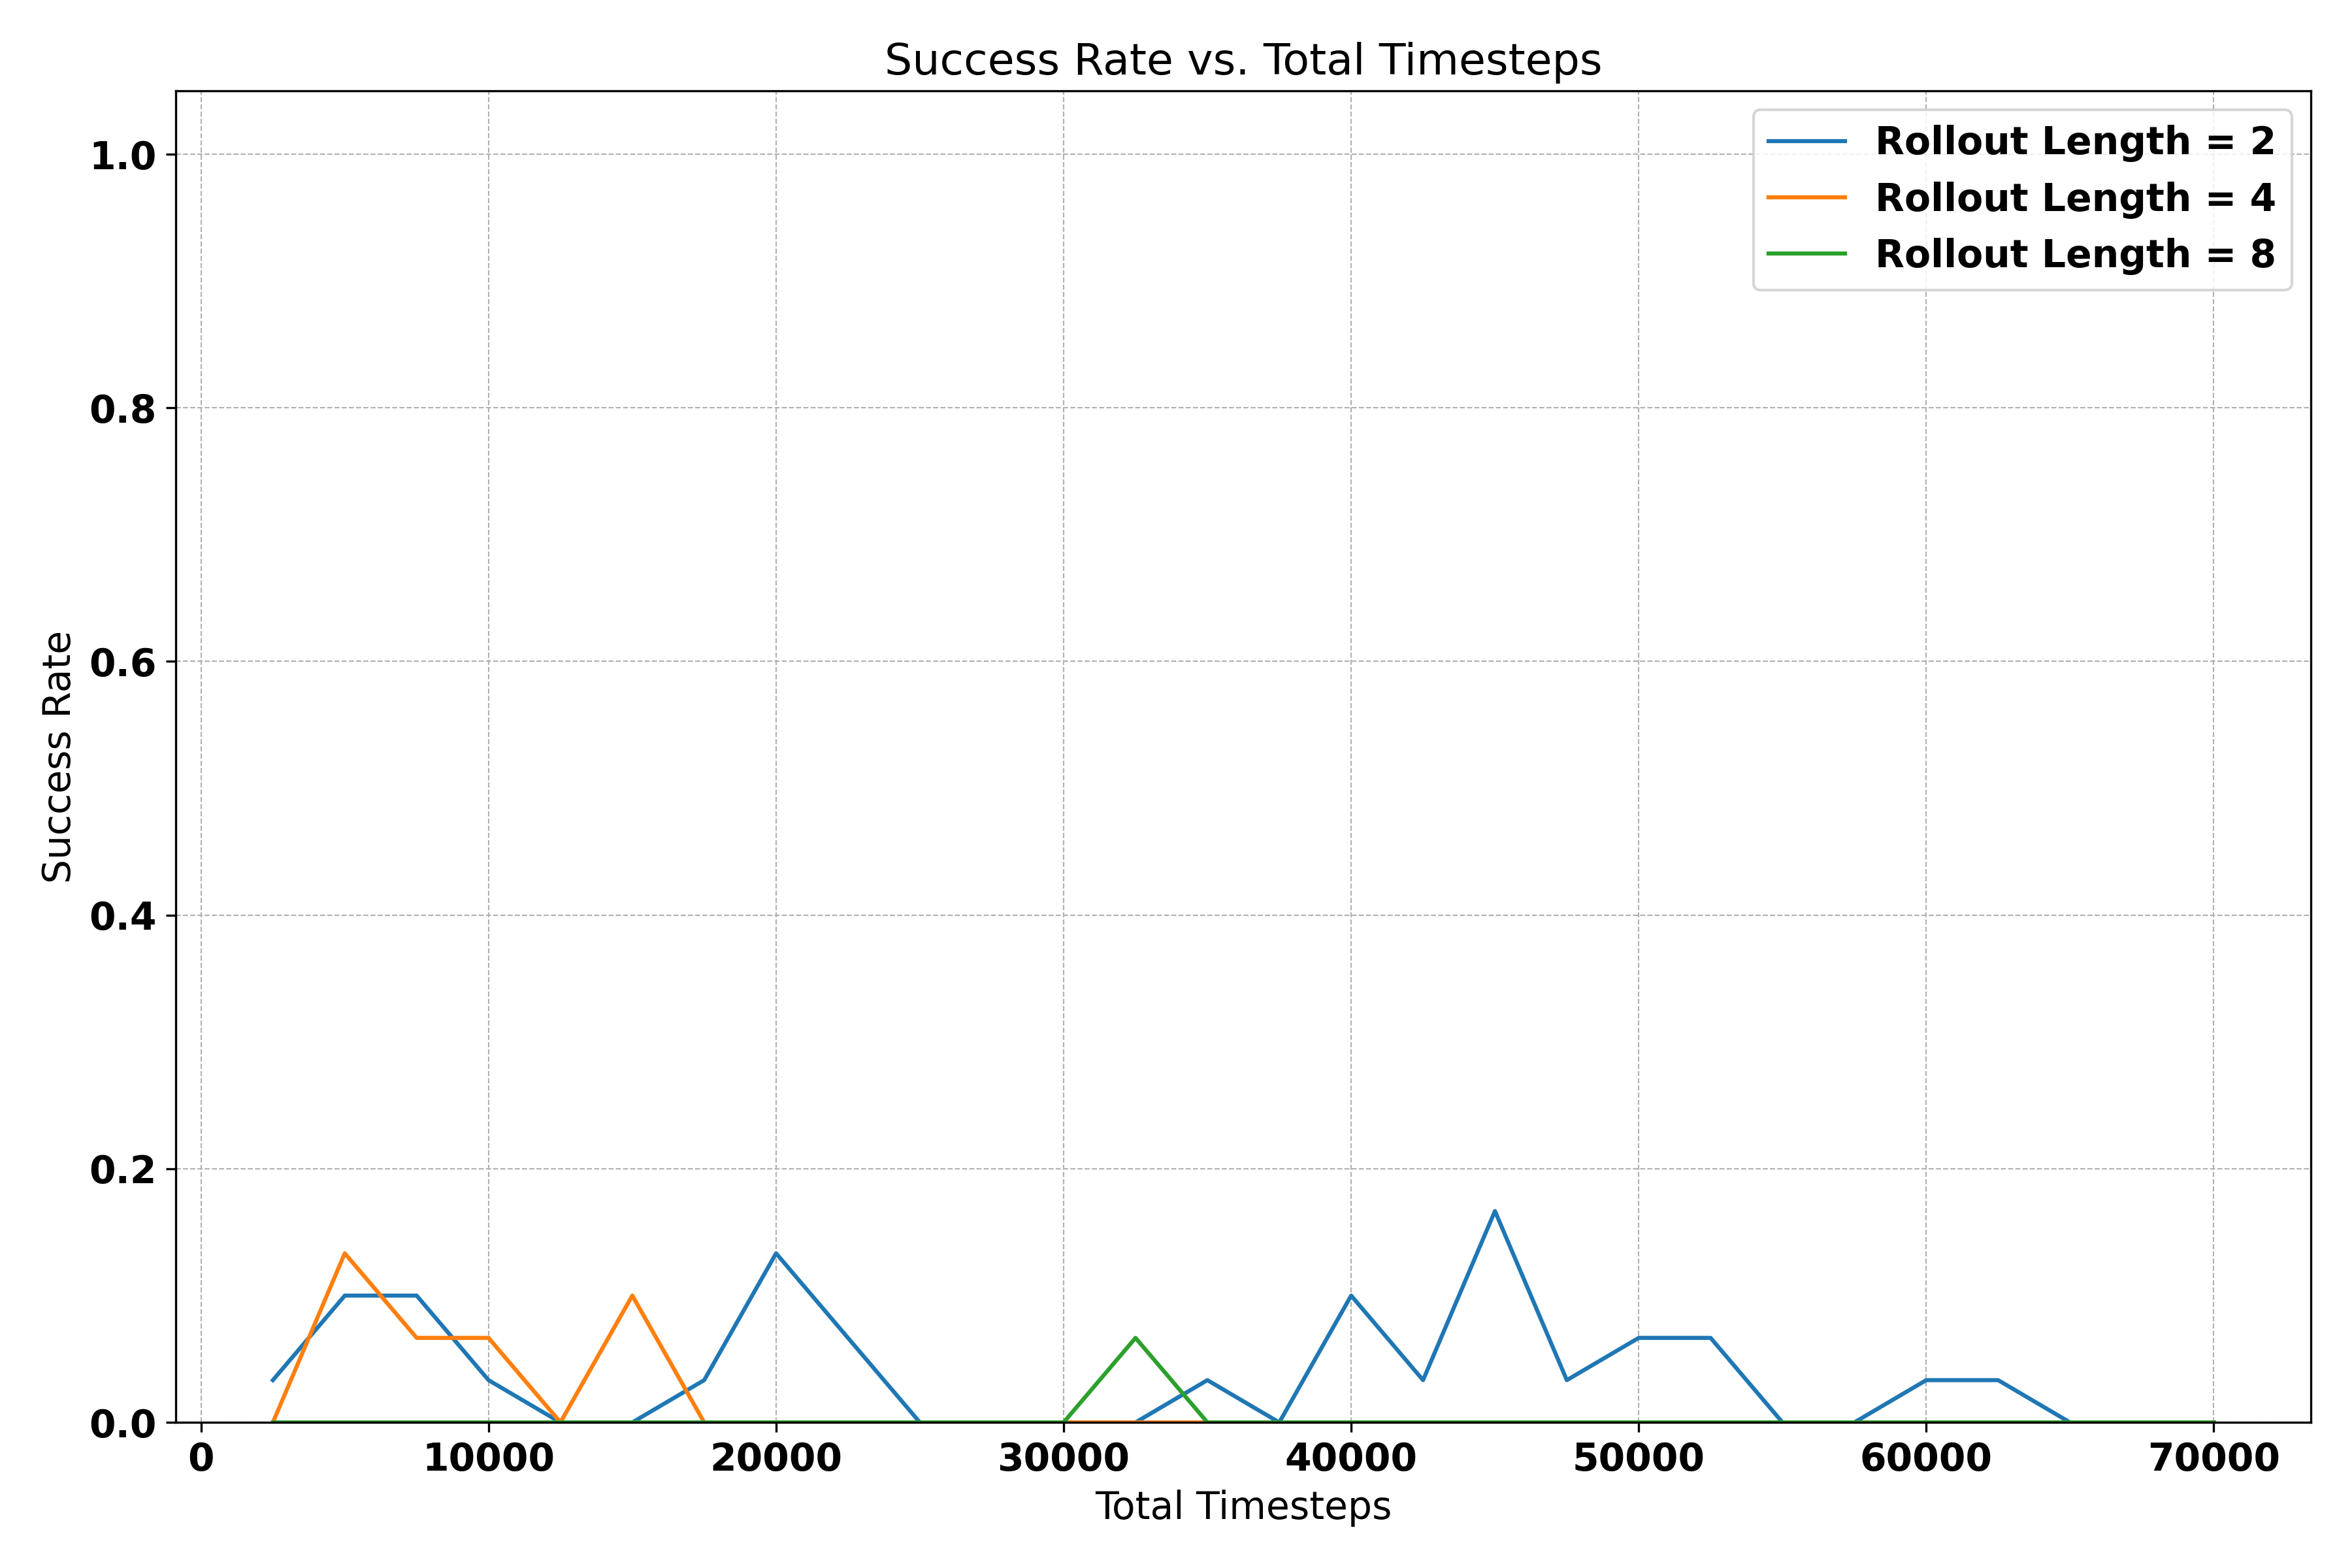 Success Rate vs. Total Timesteps
Rollout Length = 2
Rollout Length = 4
Rollout Length = 8
Success Rate
1.0
0.8
0.6
0.4
0.2
0.0
0 10000 20000 30000 40000 50000 60000 70000
Total Timesteps